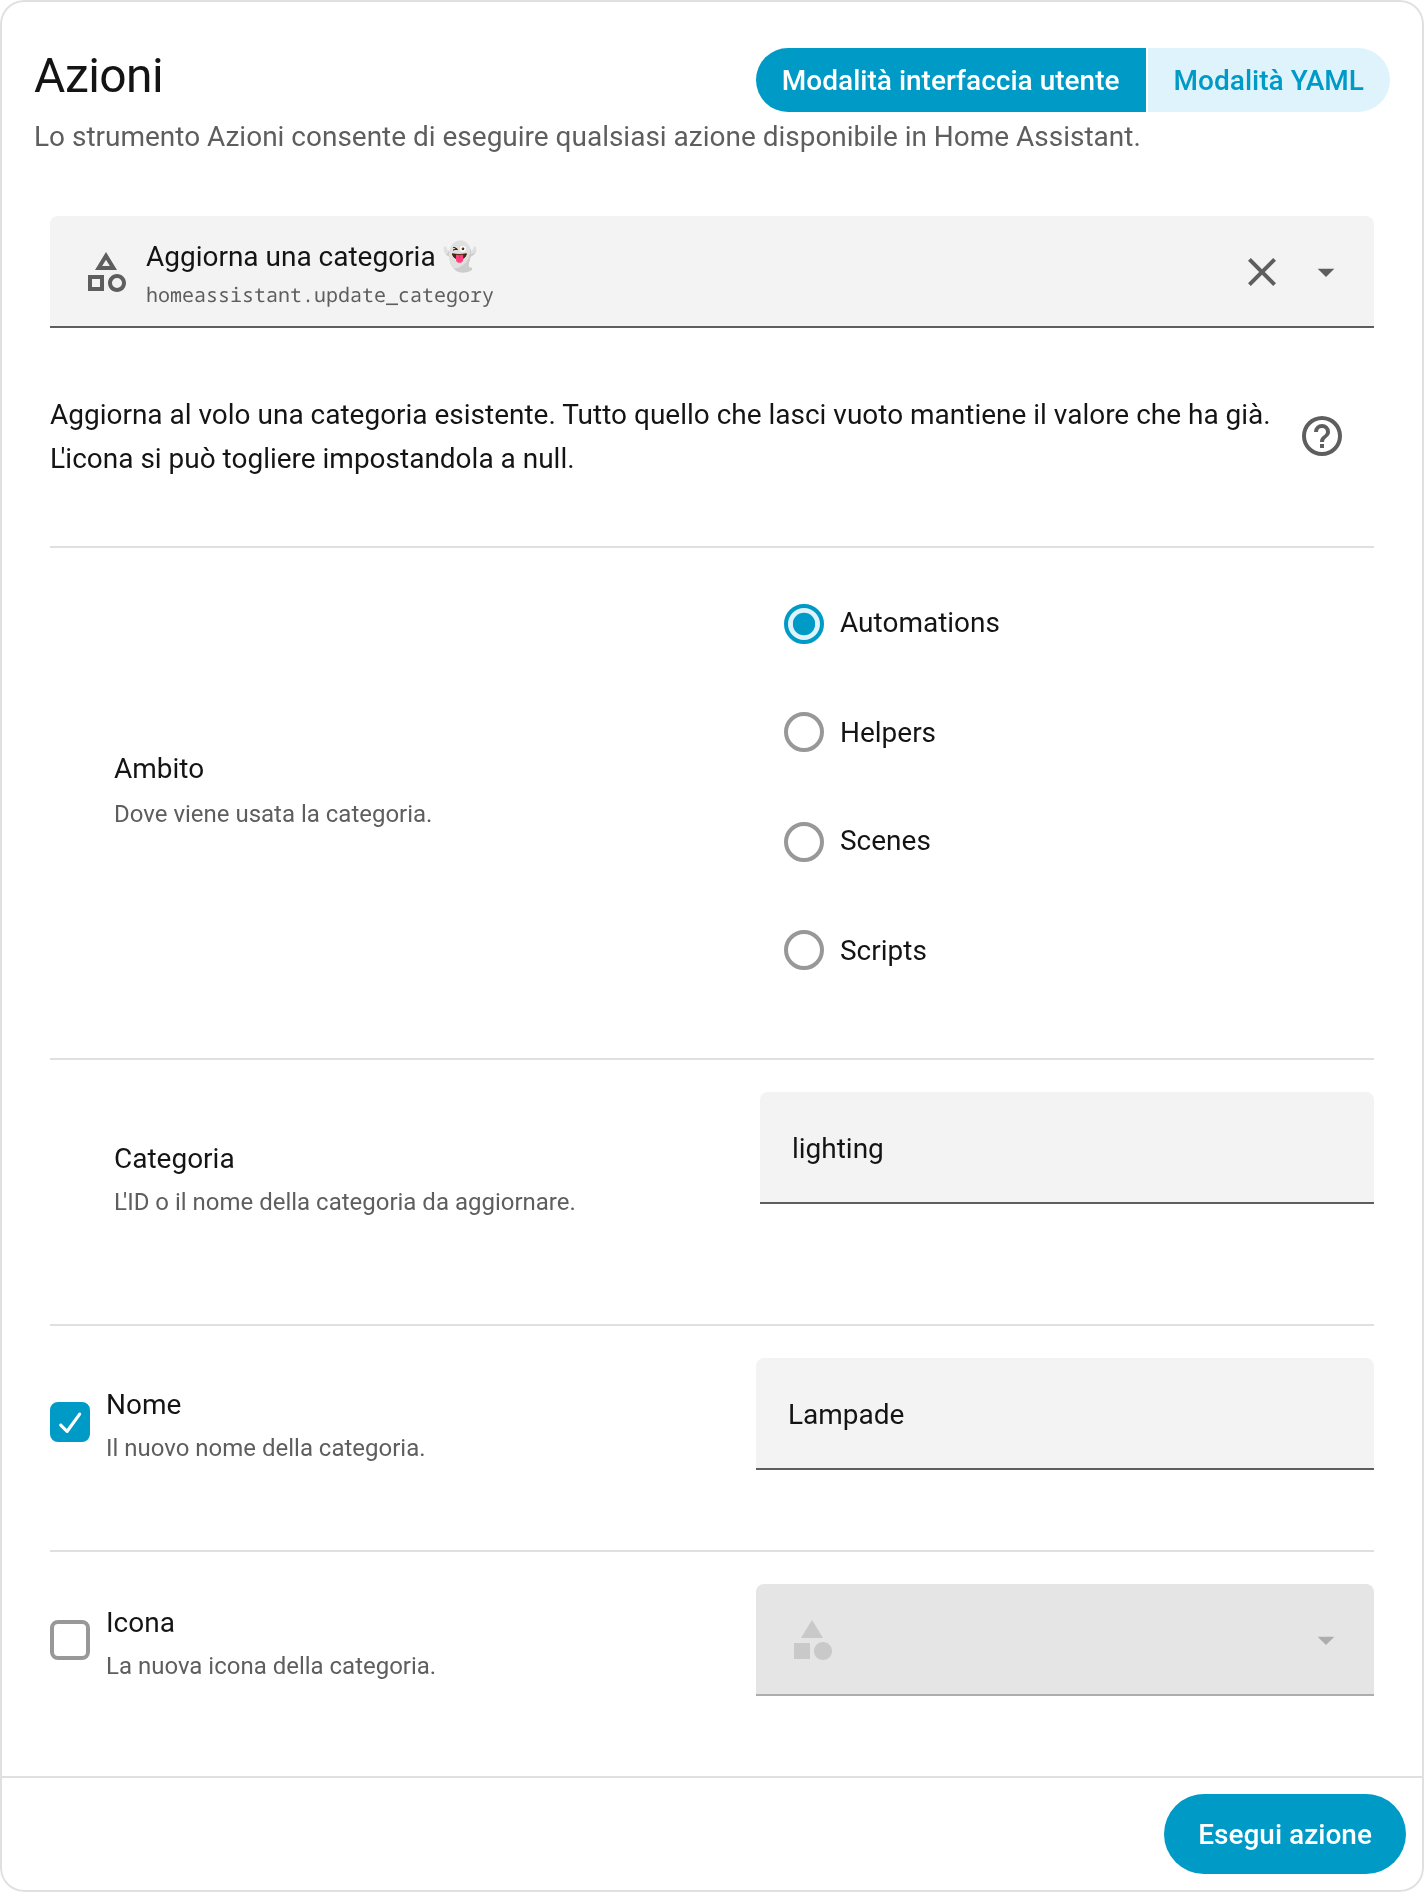 Azioni
Modalità interfaccia utente
Modalità YAML
Lo strumento Azioni consente di eseguire qualsiasi azione disponibile in Home Assistant.
Aggiorna una categoria 👻
homeassistant.update_category
Aggiorna al volo una categoria esistente. Tutto quello che lasci vuoto mantiene il valore che ha già.
L'icona si può togliere impostandola a null.
Ambito
Dove viene usata la categoria.
Automations
Helpers
Scenes
Scripts
Categoria
L'ID o il nome della categoria da aggiornare.
lighting
Nome
Il nuovo nome della categoria.
Lampade
Icona
La nuova icona della categoria.
Esegui azione